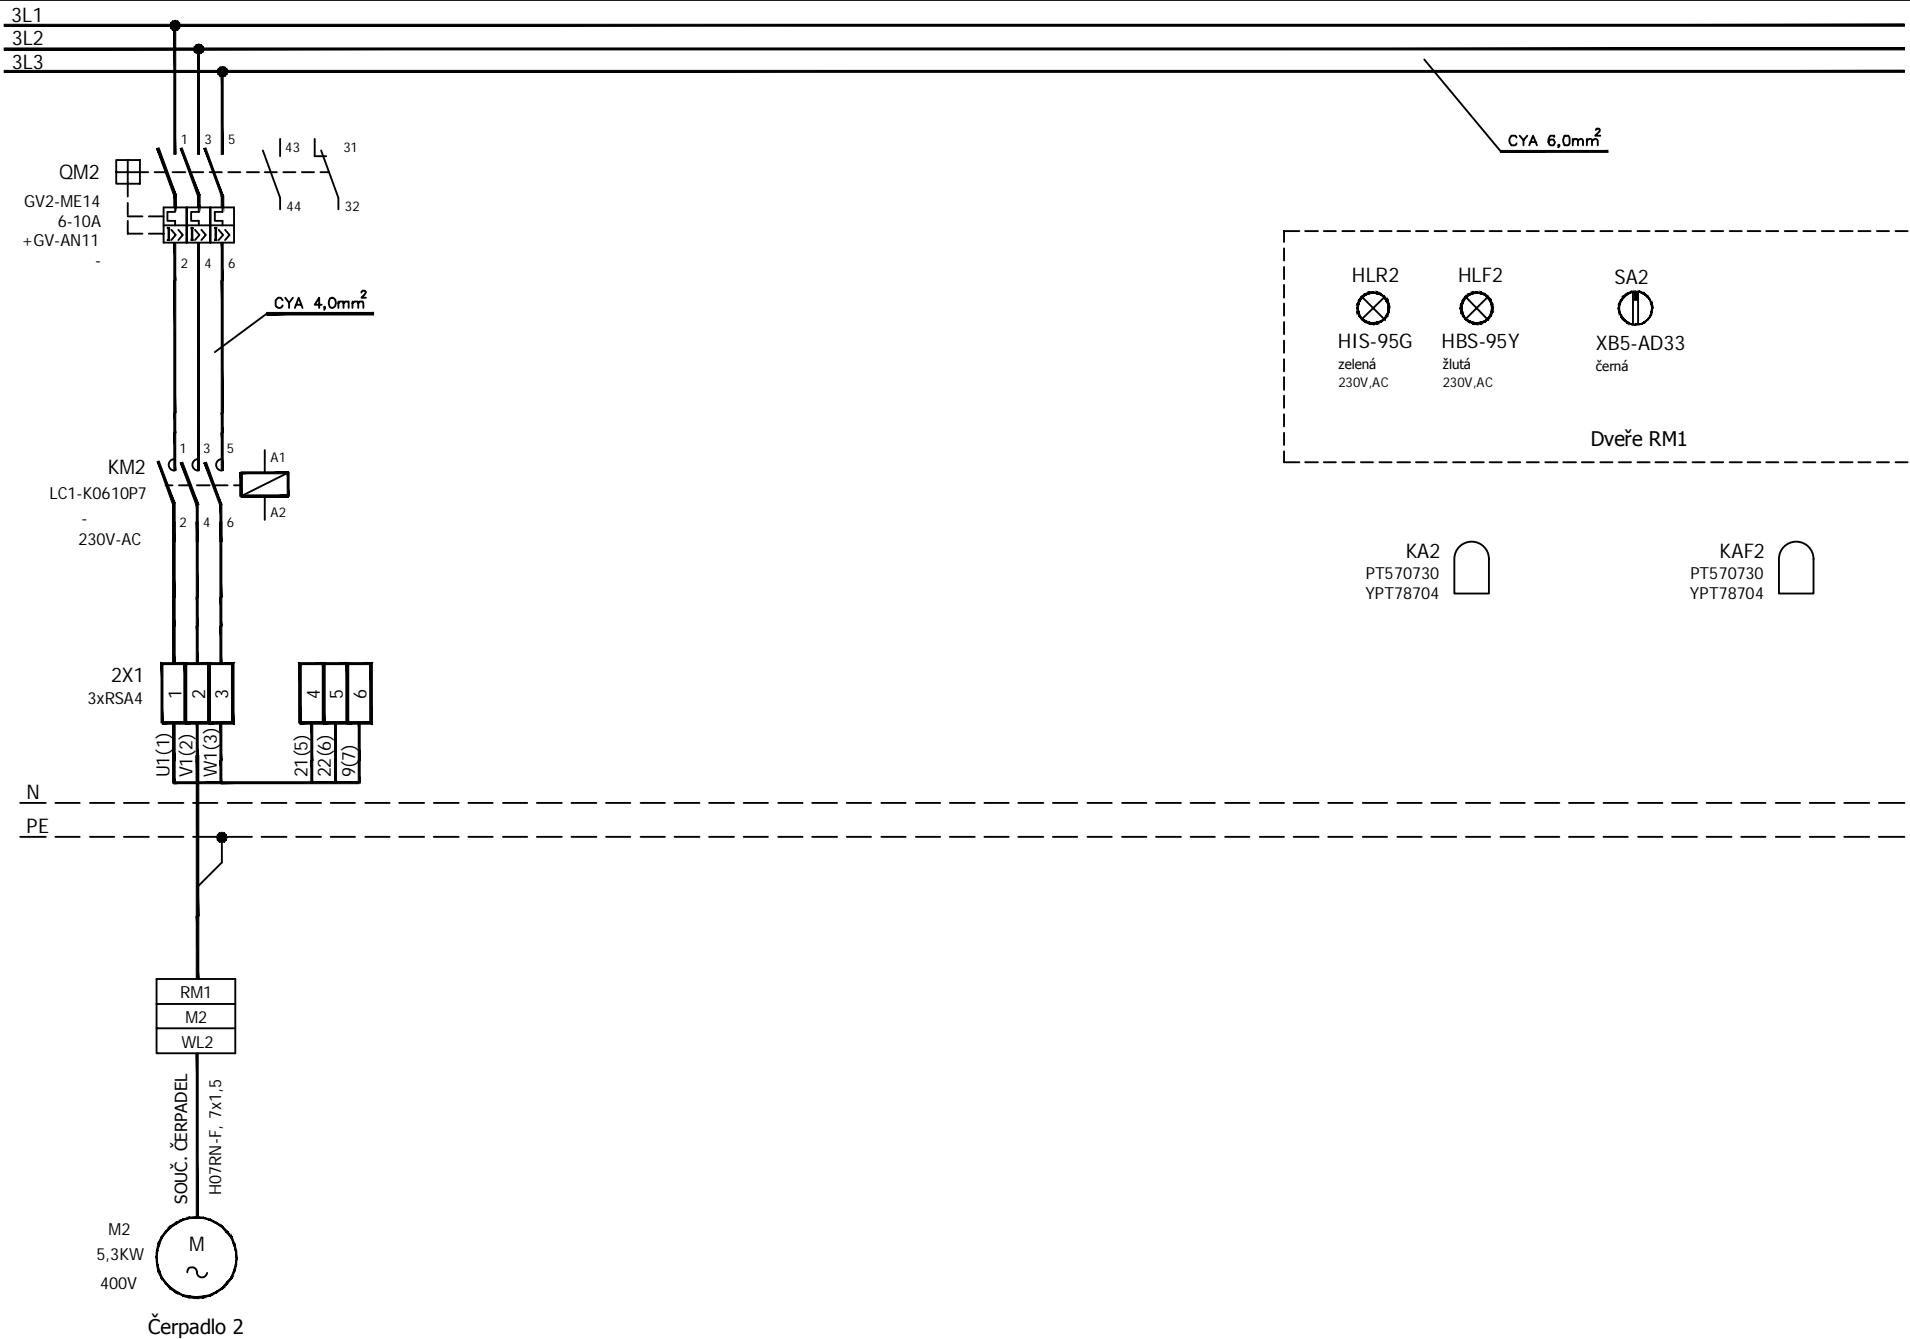 3L1
3L2
3L3
CYA 6,0mm²
1 3 5
43 31
QM2
GV2-ME14
6-10A
+GV-AN11
-
44 32
2 4 6
CYA 4,0mm²
HLR2 HLF2 SA2
HIS-95G HBS-95Y XB5-AD33
zelená žlutá černá
230V,AC 230V,AC
Dveře RM1
1 3 5
KM2
LC1-K0610P7
-
230V-AC
A1
A2
2 4 6
KA2 KAF2
PT570730 PT570730
YPT78704 YPT78704
2X1
3xRSA4
1 2 3 4 5 6
U1(1) V1(2) W1(3) 21(5) 22(6) 9(7)
N
PE
RM1
M2
WL2
SOUČ. ČERPADEL
H07RN-F, 7x1,5
M2
5,3KW
400V
M
Čerpadlo 2